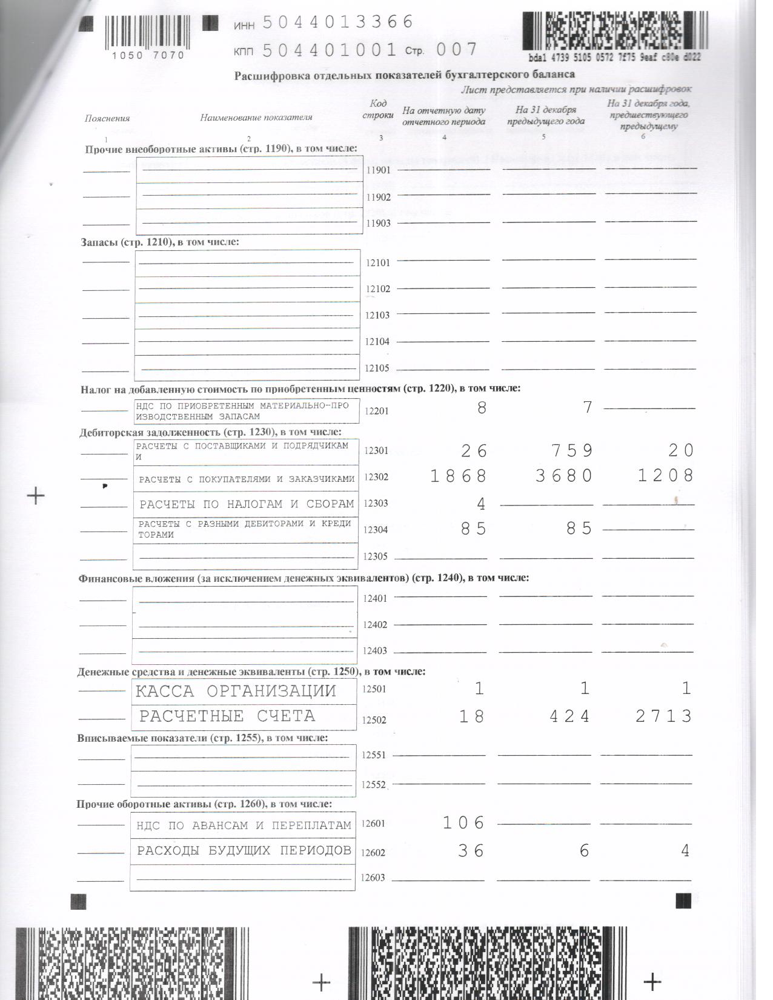 ИНН 5044013366
1050 7070
КПП 504401001 Стр. 007
bda1 4739 5105 0572 7f75 9eaf c80e d022
Расшифровка отдельных показателей бухгалтерского баланса
Лист представляется при наличии расшифровок
Пояснения Наименование показателя Код строки На отчетную дату отчетного периода На 31 декабря предыдущего года На 31 декабря года, предшествующего предыдущему
1 2 3 4 5 6
Прочие внеоборотные активы (стр. 1190), в том числе:
11901
11902
11903
Запасы (стр. 1210), в том числе:
12101
12102
12103
12104
12105
Налог на добавленную стоимость по приобретенным ценностям (стр. 1220), в том числе:
НДС ПО ПРИОБРЕТЕННЫМ МАТЕРИАЛЬНО-ПРО
ИЗВОДСТВЕННЫМ ЗАПАСАМ 12201 8 7
Дебиторская задолженность (стр. 1230), в том числе:
РАСЧЕТЫ С ПОСТАВЩИКАМИ И ПОДРЯДЧИКАМ
И 12301 26 759 20
РАСЧЕТЫ С ПОКУПАТЕЛЯМИ И ЗАКАЗЧИКАМИ 12302 1868 3680 1208
РАСЧЕТЫ ПО НАЛОГАМ И СБОРАМ 12303 4
РАСЧЕТЫ С РАЗНЫМИ ДЕБИТОРАМИ И КРЕДИ
ТОРАМИ 12304 85 85
12305
Финансовые вложения (за исключением денежных эквивалентов) (стр. 1240), в том числе:
12401
12402
12403
Денежные средства и денежные эквиваленты (стр. 1250), в том числе:
КАССА ОРГАНИЗАЦИИ 12501 1 1 1
РАСЧЕТНЫЕ СЧЕТА 12502 18 424 2713
Вписываемые показатели (стр. 1255), в том числе:
12551
12552
Прочие оборотные активы (стр. 1260), в том числе:
НДС ПО АВАНСАМ И ПЕРЕПЛАТАМ 12601 106
РАСХОДЫ БУДУЩИХ ПЕРИОДОВ 12602 36 6 4
12603